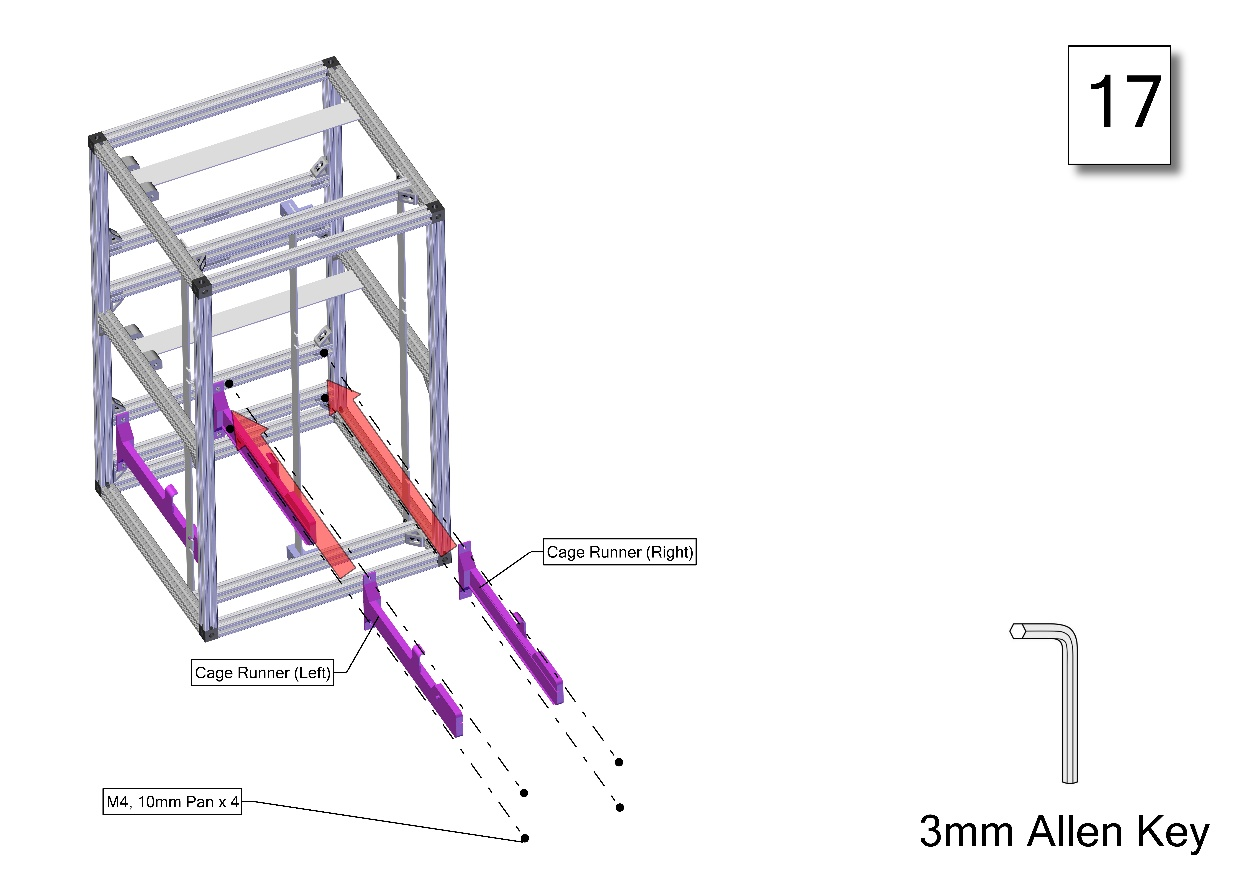 17
Cage Runner (Right)
Cage Runner (Left)
M4, 10mm Pan x 4
3mm Allen Key